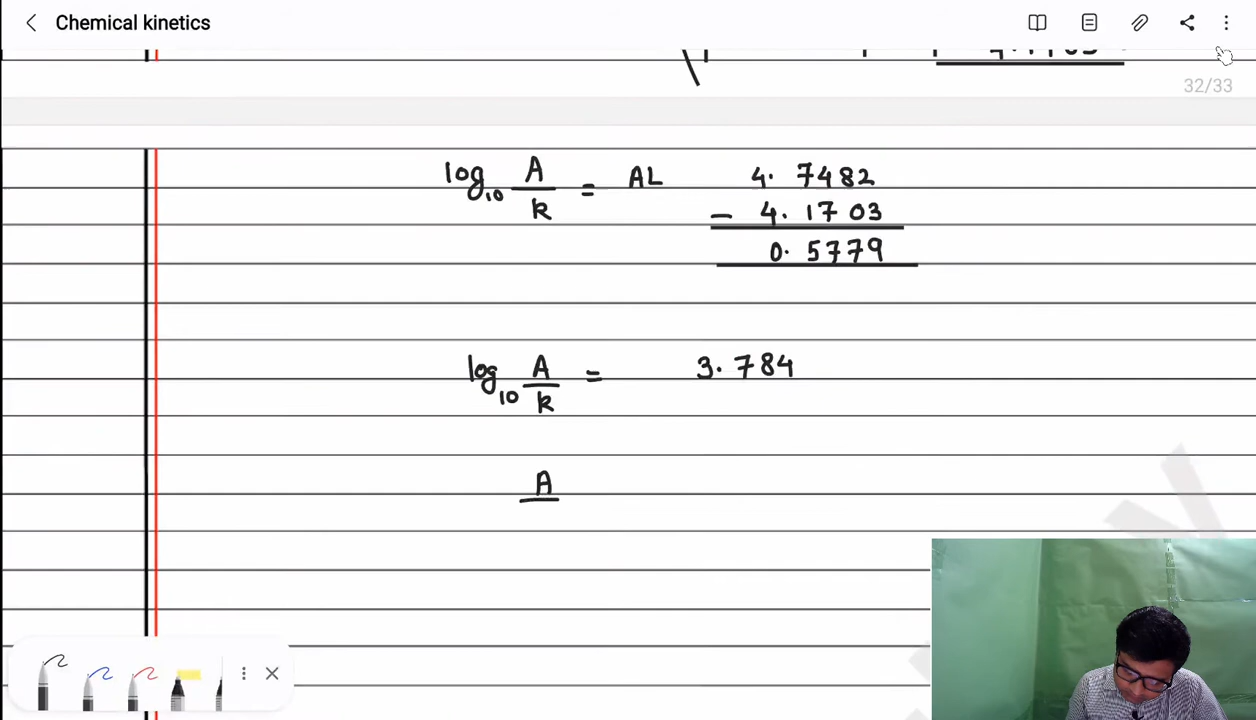 Chemical kinetics
32/33
log10 A/k = AL 4.7482
- 4.1703
0.5779
log10 A/k = 3.784
A